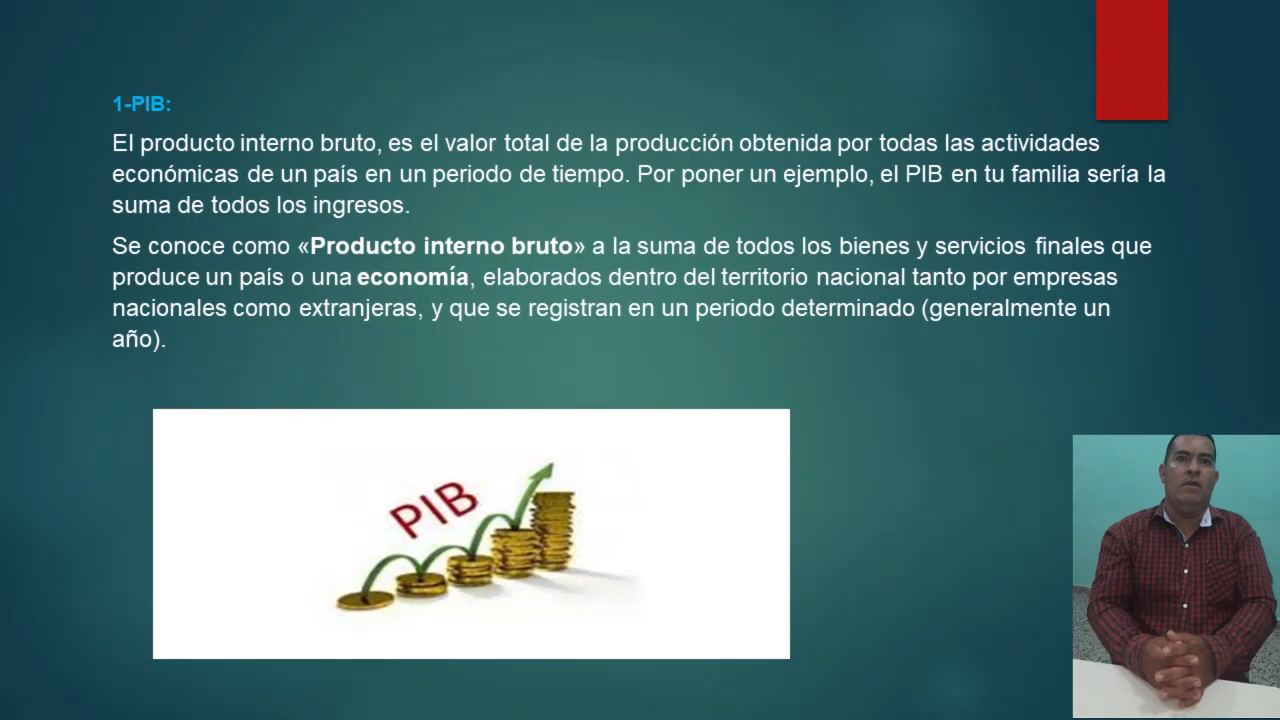 1-PIB:
El producto interno bruto, es el valor total de la producción obtenida por todas las actividades
económicas de un país en un periodo de tiempo. Por poner un ejemplo, el PIB en tu familia sería la
suma de todos los ingresos.
Se conoce como «Producto interno bruto» a la suma de todos los bienes y servicios finales que
produce un país o una economía, elaborados dentro del territorio nacional tanto por empresas
nacionales como extranjeras, y que se registran en un periodo determinado (generalmente un
año).
PIB